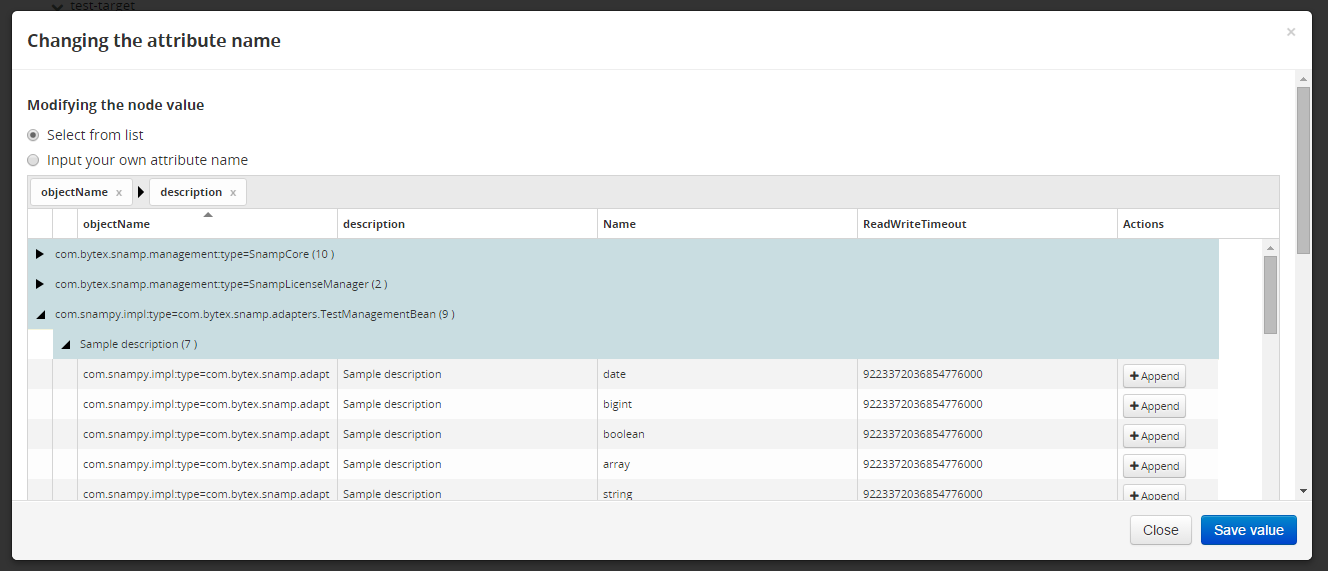 test-target
Changing the attribute name ×
Modifying the node value
Select from list
Input your own attribute name
objectName x description x
objectName description Name ReadWriteTimeout Actions
com.bytex.snamp.management:type=SnampCore (10 )
com.bytex.snamp.management:type=SnampLicenseManager (2 )
com.snampy.impl:type=com.bytex.snamp.adapters.TestManagementBean (9 )
Sample description (7 )
com.snampy.impl:type=com.bytex.snamp.adapt Sample description date 9223372036854776000 Append
com.snampy.impl:type=com.bytex.snamp.adapt Sample description bigint 9223372036854776000 Append
com.snampy.impl:type=com.bytex.snamp.adapt Sample description boolean 9223372036854776000 Append
com.snampy.impl:type=com.bytex.snamp.adapt Sample description array 9223372036854776000 Append
com.snampy.impl:type=com.bytex.snamp.adapt Sample description string 9223372036854776000 Append
Close Save value